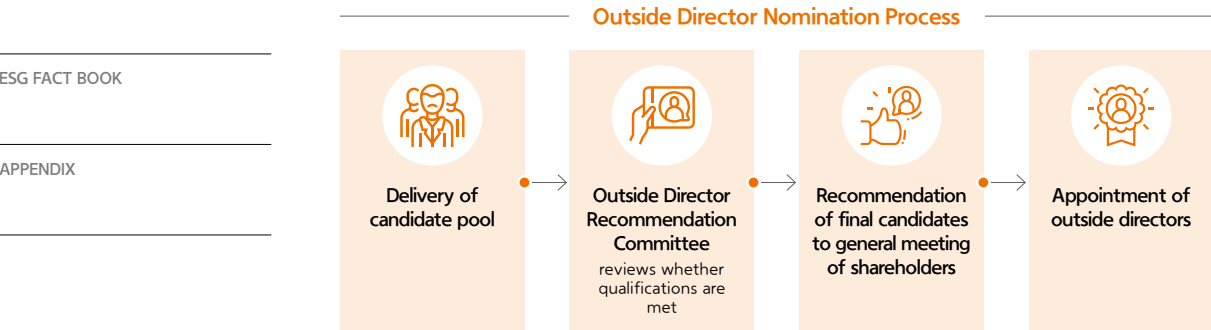 ESG FACT BOOK
APPENDIX
Outside Director Nomination Process
Delivery of
candidate pool
Outside Director
Recommendation
Committee
reviews whether
qualifications are
met
Recommendation
of final candidates
to general meeting
of shareholders
Appointment of
outside directors